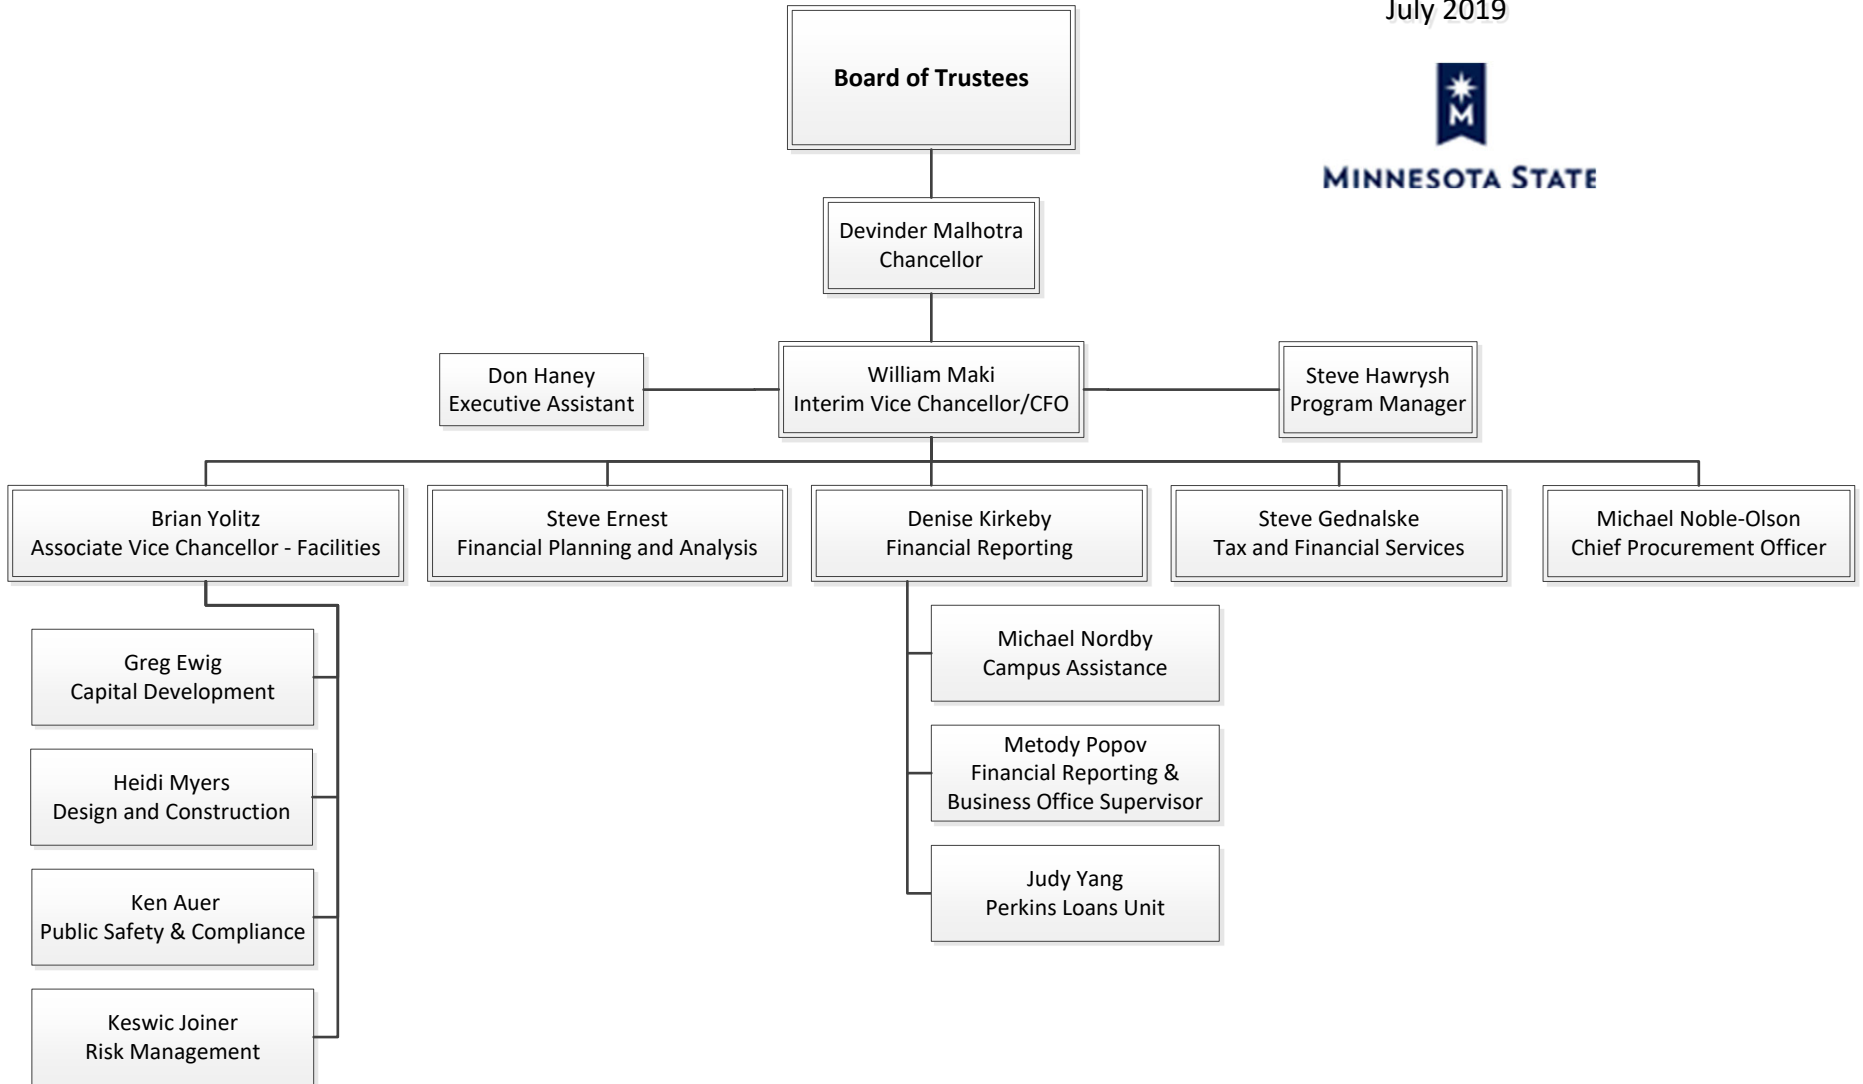 July 2019
Board of Trustees
M
MINNESOTA STATE
Devinder Malhotra
Chancellor
Don Haney
Executive Assistant
William Maki
Interim Vice Chancellor/CFO
Steve Hawrysh
Program Manager
Brian Yolitz
Associate Vice Chancellor - Facilities
Steve Ernest
Financial Planning and Analysis
Denise Kirkeby
Financial Reporting
Steve Gednalske
Tax and Financial Services
Michael Noble-Olson
Chief Procurement Officer
Greg Ewig
Capital Development
Heidi Myers
Design and Construction
Ken Auer
Public Safety & Compliance
Keswic Joiner
Risk Management
Michael Nordby
Campus Assistance
Metody Popov
Financial Reporting &
Business Office Supervisor
Judy Yang
Perkins Loans Unit